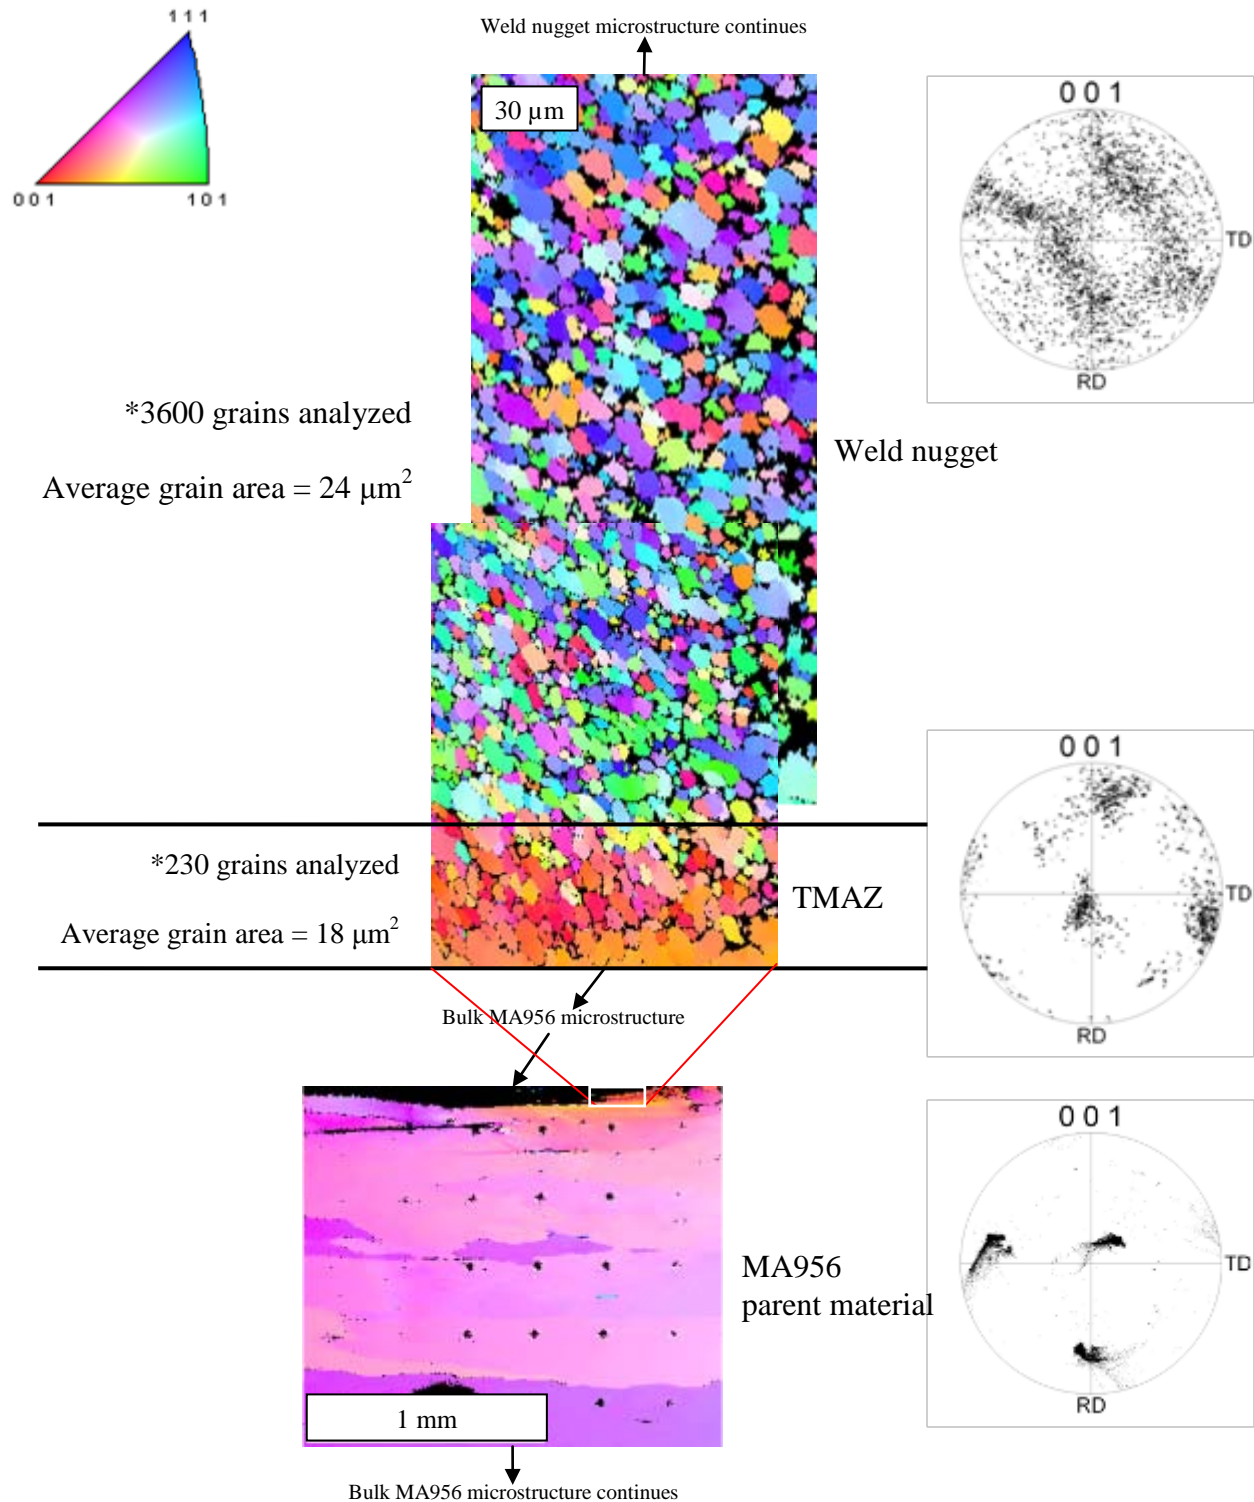 1 1 1
0 0 1
1 0 1
Weld nugget microstructure continues
30 µm
0 0 1
TD
RD
*3600 grains analyzed
Average grain area = 24 µm²
Weld nugget
0 0 1
TD
RD
*230 grains analyzed
Average grain area = 18 µm²
TMAZ
Bulk MA956 microstructure
0 0 1
TD
RD
MA956
parent material
1 mm
Bulk MA956 microstructure continues